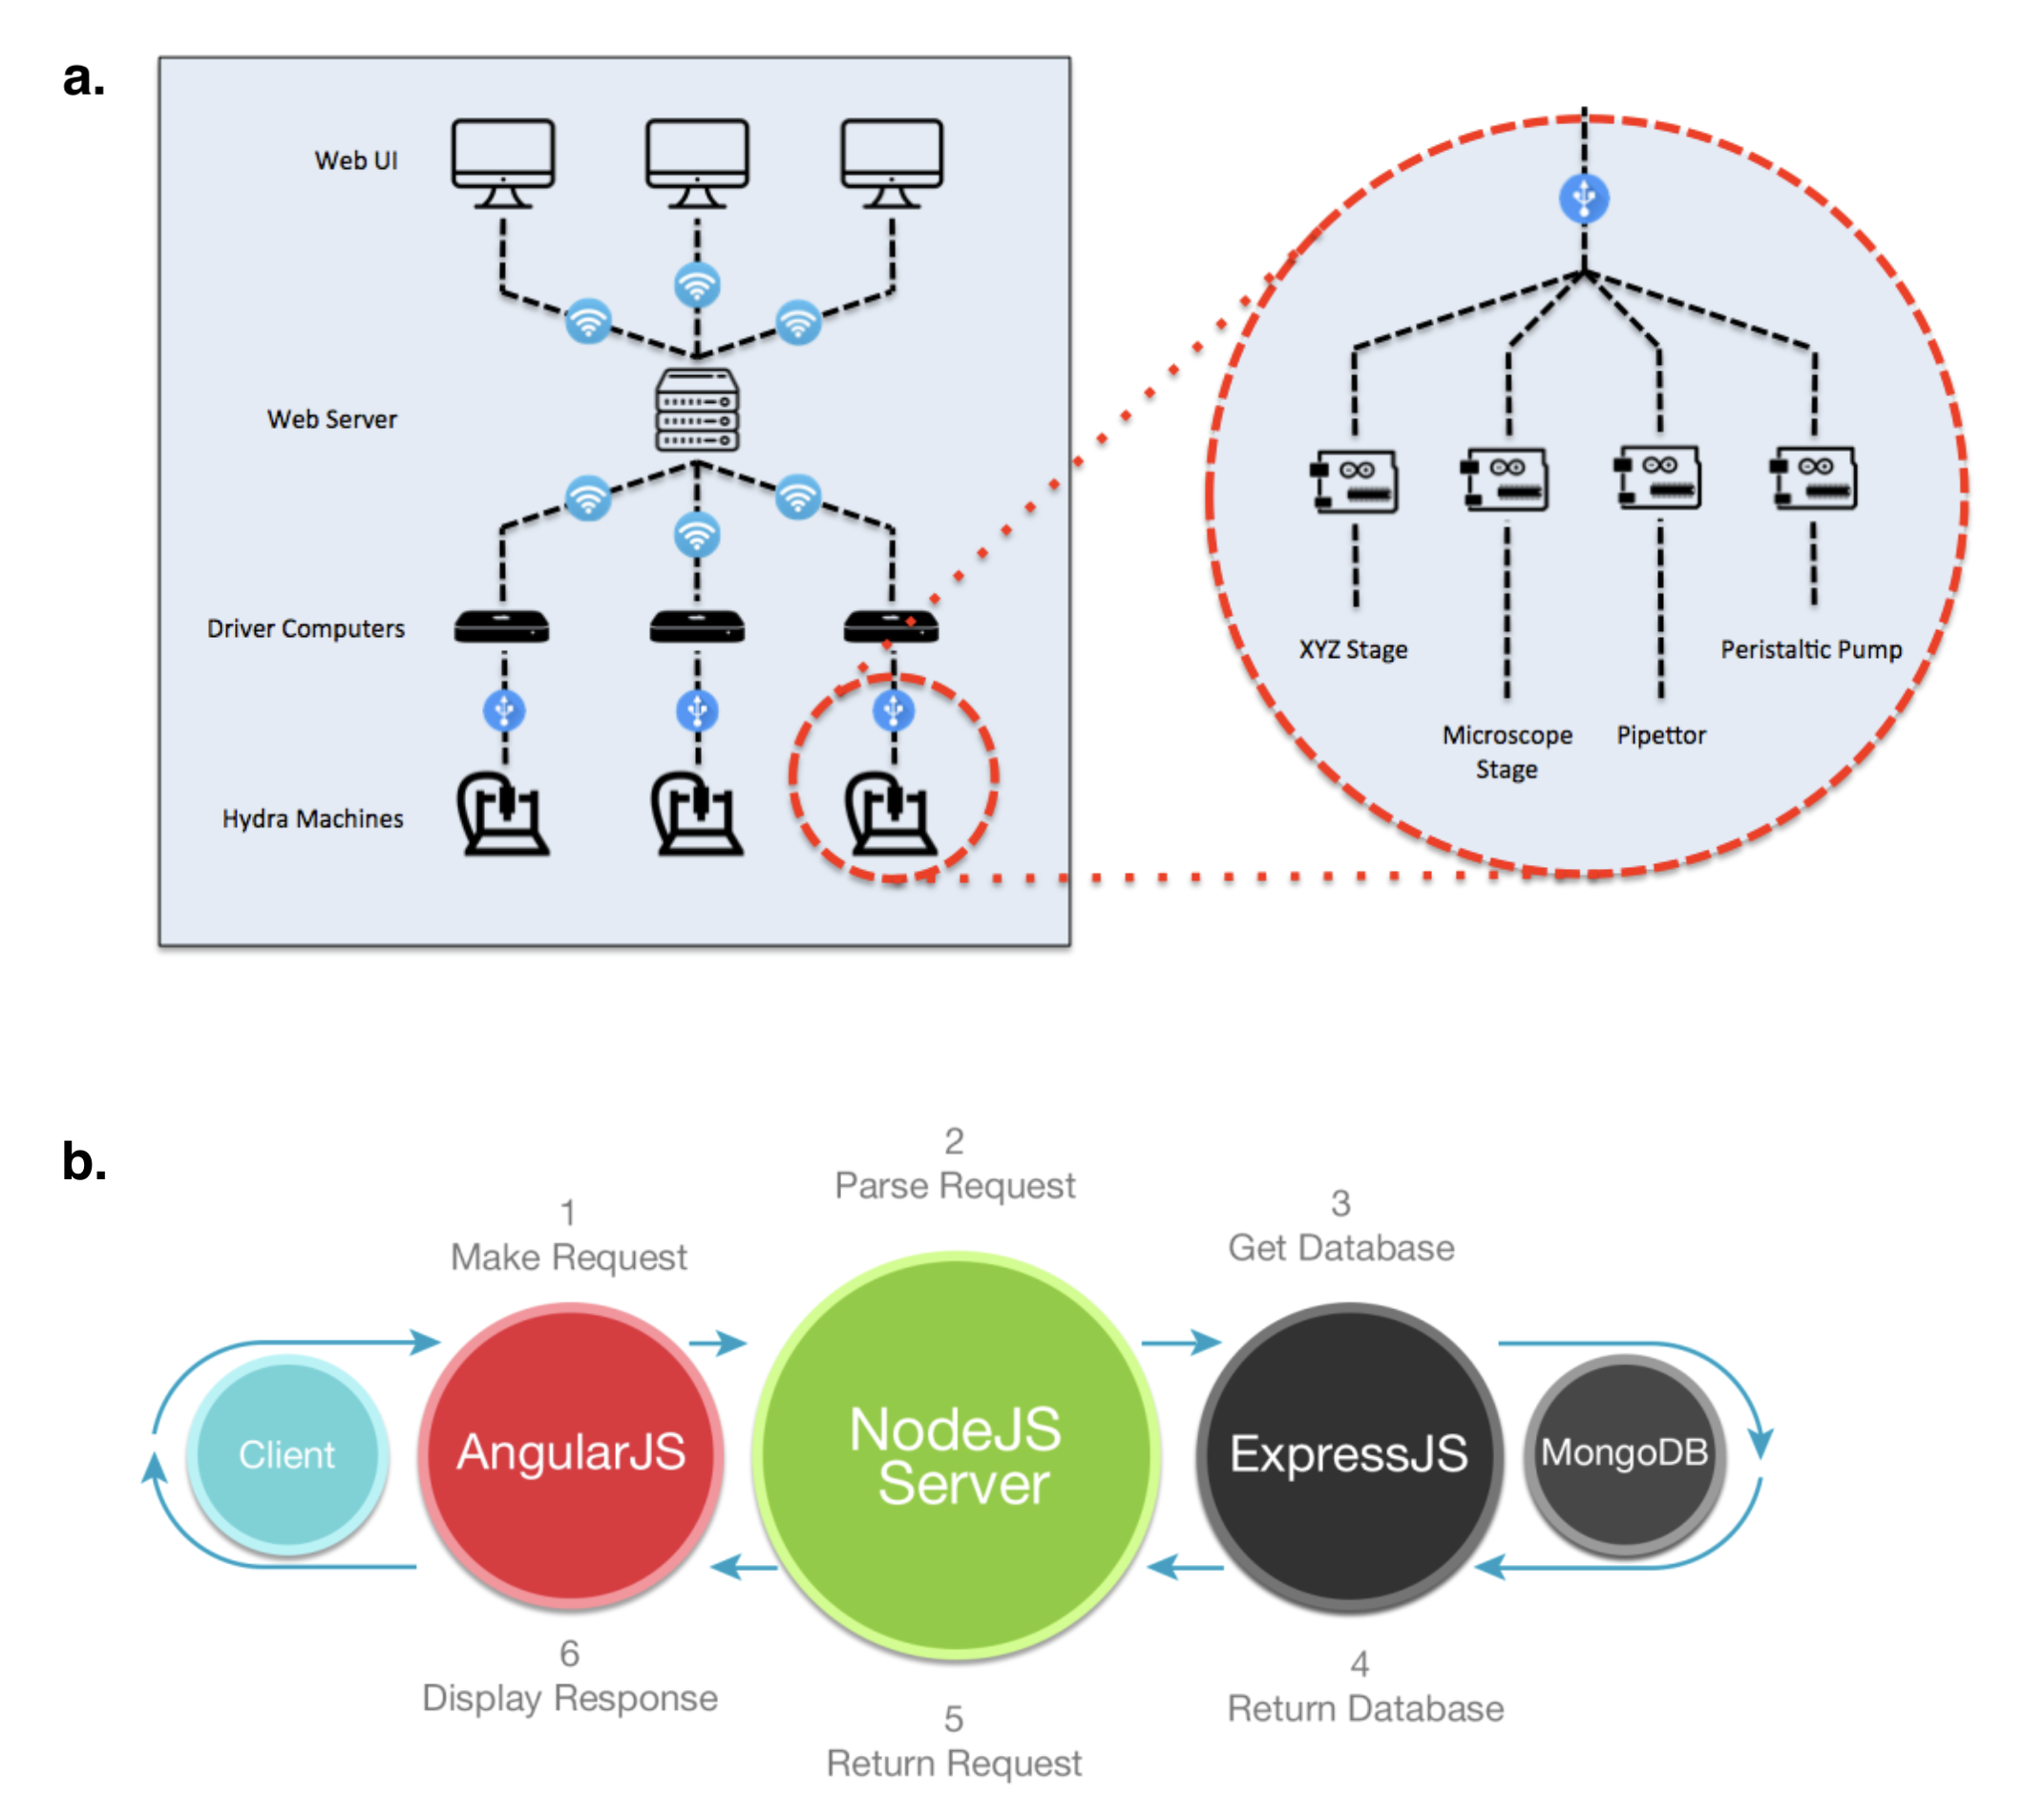 a.
Web UI
Web Server
Driver Computers
Hydra Machines
XYZ Stage
Microscope
Stage
Pipettor
Peristaltic Pump
b.
1
Make Request
2
Parse Request
3
Get Database
Client
AngularJS
NodeJS
Server
ExpressJS
MongoDB
6
Display Response
5
Return Request
4
Return Database